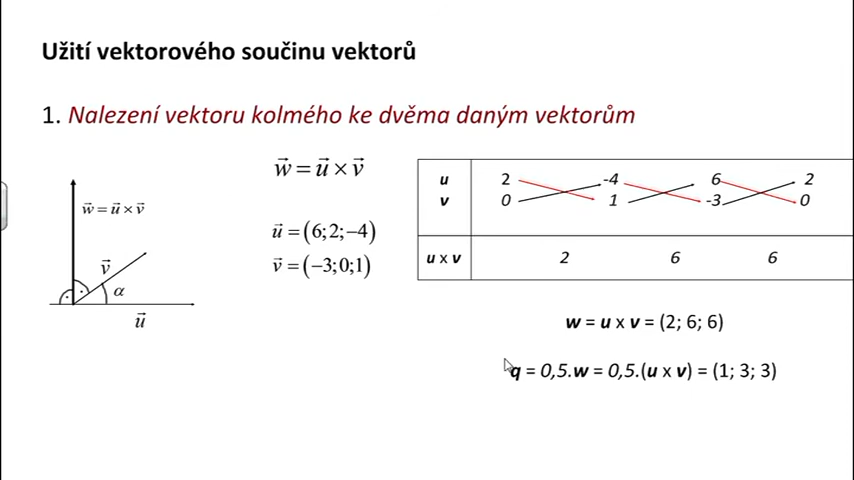 Užití vektorového součinu vektorů
1. Nalezení vektoru kolmého ke dvěma daným vektorům
w⃗ = u⃗ × v⃗
v⃗
α
u⃗
w⃗ = u⃗ × v⃗
u⃗ = (6;2;−4)
v⃗ = (−3;0;1)
u 2 -4 6 2
v 0 1 -3 0
u x v 2 6 6
w = u x v = (2; 6; 6)
q = 0,5.w = 0,5.(u x v) = (1; 3; 3)